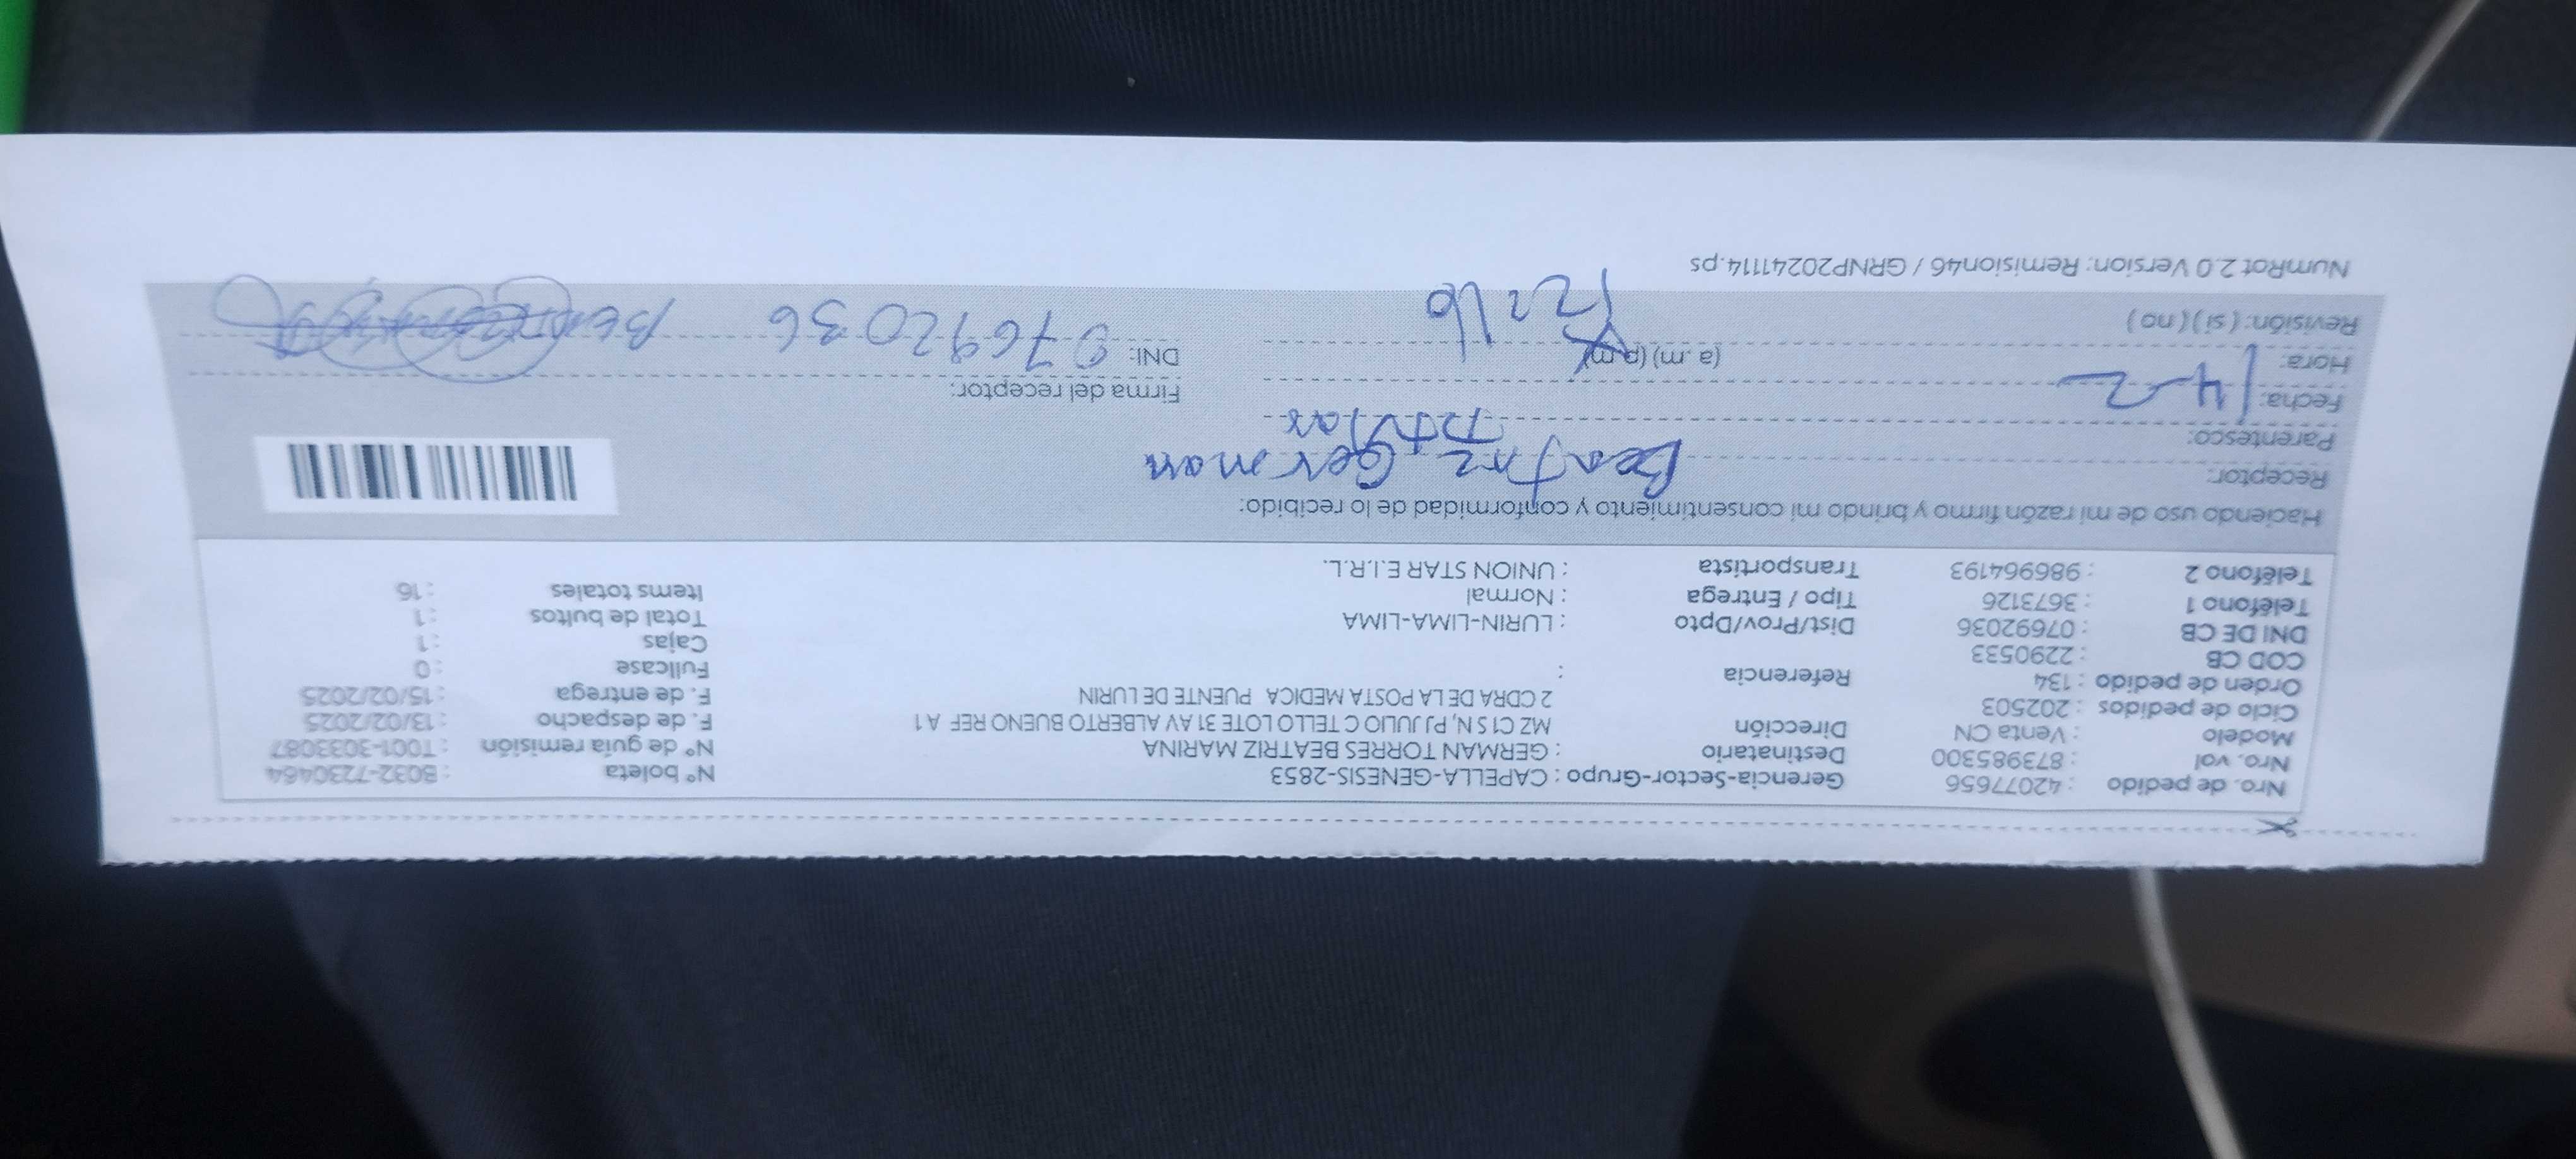 Nro. de pedido : 42077656 Gerencia-Sector-Grupo : CAPELLA-GENESIS-2853 N° boleta : B032-7230464
Nro. vol : 873985300 Destinatario : GERMAN TORRES BEATRIZ MARINA N° de guía remisión : T001-3033087
Modelo : Venta CN Dirección MZ C1 S N, PJ JULIO C TELLO LOTE 31 AV ALBERTO BUENO REF A 1 F. de despacho : 13/02/2025
Ciclo de pedidos : 202503 2 CDRA DE LA POSTA MEDICA PUENTE DE LURIN F. de entrega : 15/02/2025
Orden de pedido : 134 Referencia : Fullcase : 0
COD CB : 2290533 Cajas : 1
DNI DE CB : 07692036 Dist/Prov/Dpto : LURIN-LIMA-LIMA Total de bultos : 1
Teléfono 1 : 3673126 Tipo / Entrega : Normal Items totales : 16
Teléfono 2 : 986964193 Transportista : UNION STAR E.I.R.L.
Haciendo uso de mi razón firmo y brindo mi consentimiento y conformidad de lo recibido:
Receptor: Beatriz German
Parentesco: Titular
Fecha: 14-2 Firma del receptor:
Hora: (a. m) (p. m) 12 16 DNI: 07692036
Revisión: ( si ) ( no )
NumRot 2.0 Version: Remision46 / GRNP20241114.ps